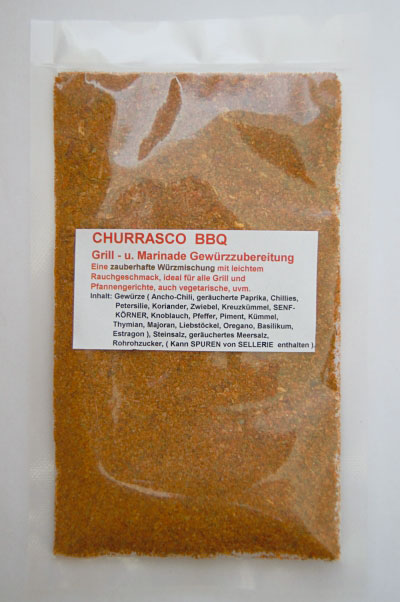 CHURRASCO BBQ
Grill - u. Marinade Gewürzzubereitung
Eine zauberhafte Würzmischung mit leichtem
Rauchgeschmack, ideal für alle Grill und
Pfannengerichte, auch vegetarische, uvm.
Inhalt: Gewürze ( Ancho-Chili, geräucherte Paprika, Chillies,
Petersilie, Koriander, Zwiebel, Kreuzkümmel, SENF-
KÖRNER, Knoblauch, Pfeffer, Piment, Kümmel,
Thymian, Majoran, Liebstöckel, Oregano, Basilikum,
Estragon ), Steinsalz, geräuchertes Meersalz,
Rohrohrzucker, ( Kann SPUREN von SELLERIE enthalten ).